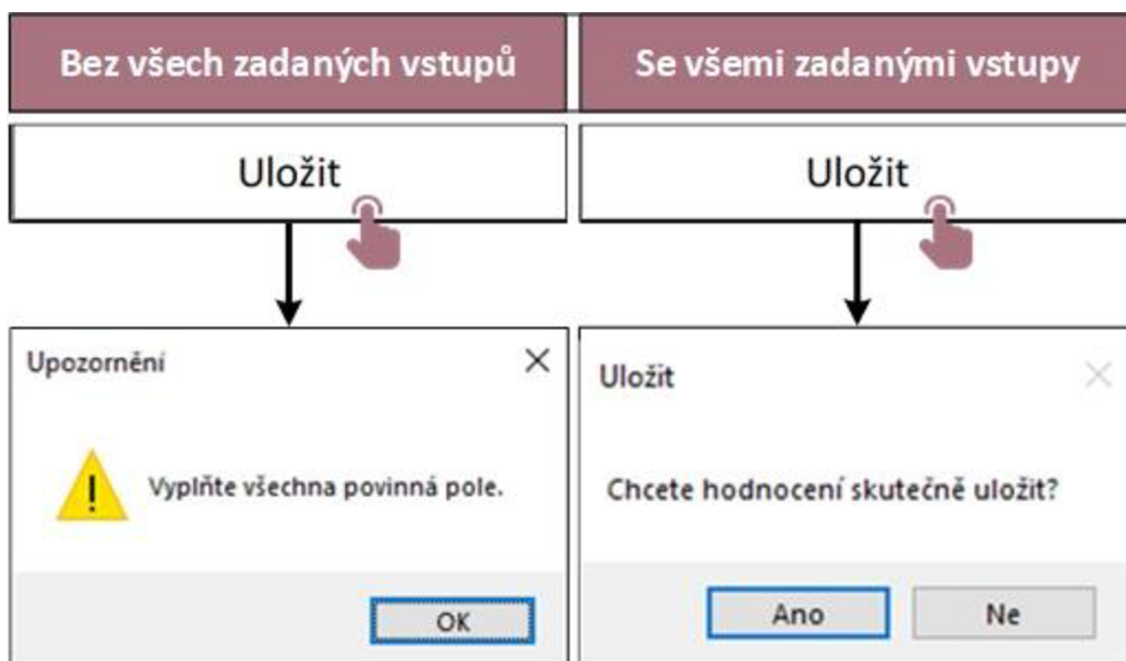 Bez všech zadaných vstupů
Se všemi zadanými vstupy
Uložit
Uložit
Upozornění
Vyplňte všechna povinná pole.
OK
Uložit
Chcete hodnocení skutečně uložit?
Ano
Ne